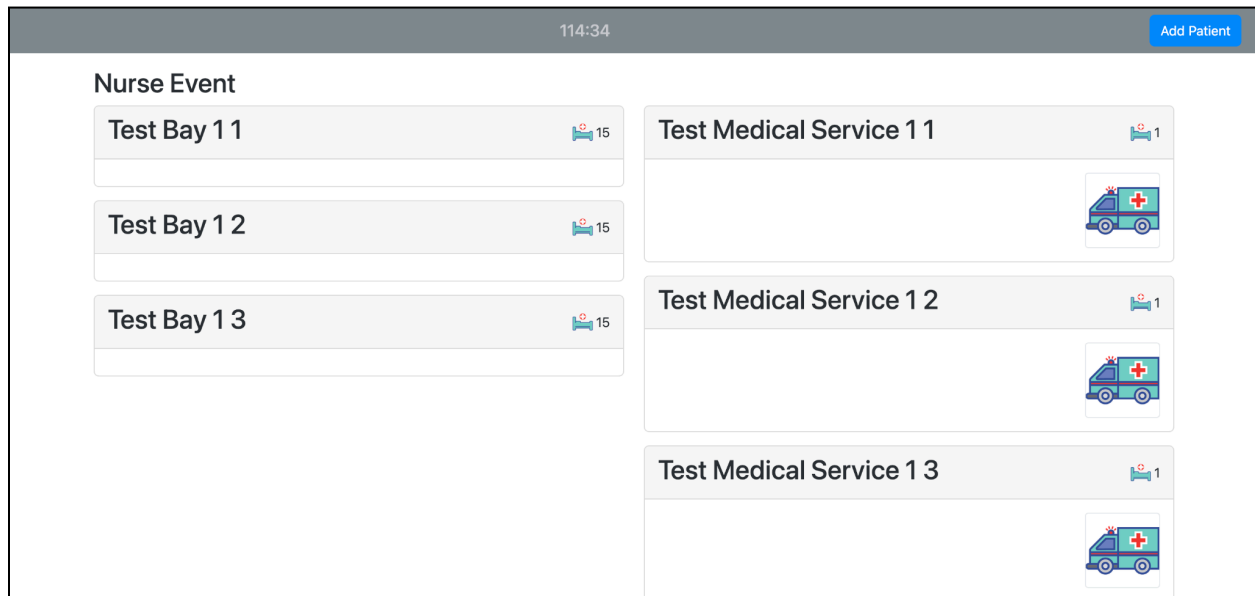 114:34
Add Patient
Nurse Event
Test Bay 1 1
15
Test Bay 1 2
15
Test Bay 1 3
15
Test Medical Service 1 1
1
Test Medical Service 1 2
1
Test Medical Service 1 3
1